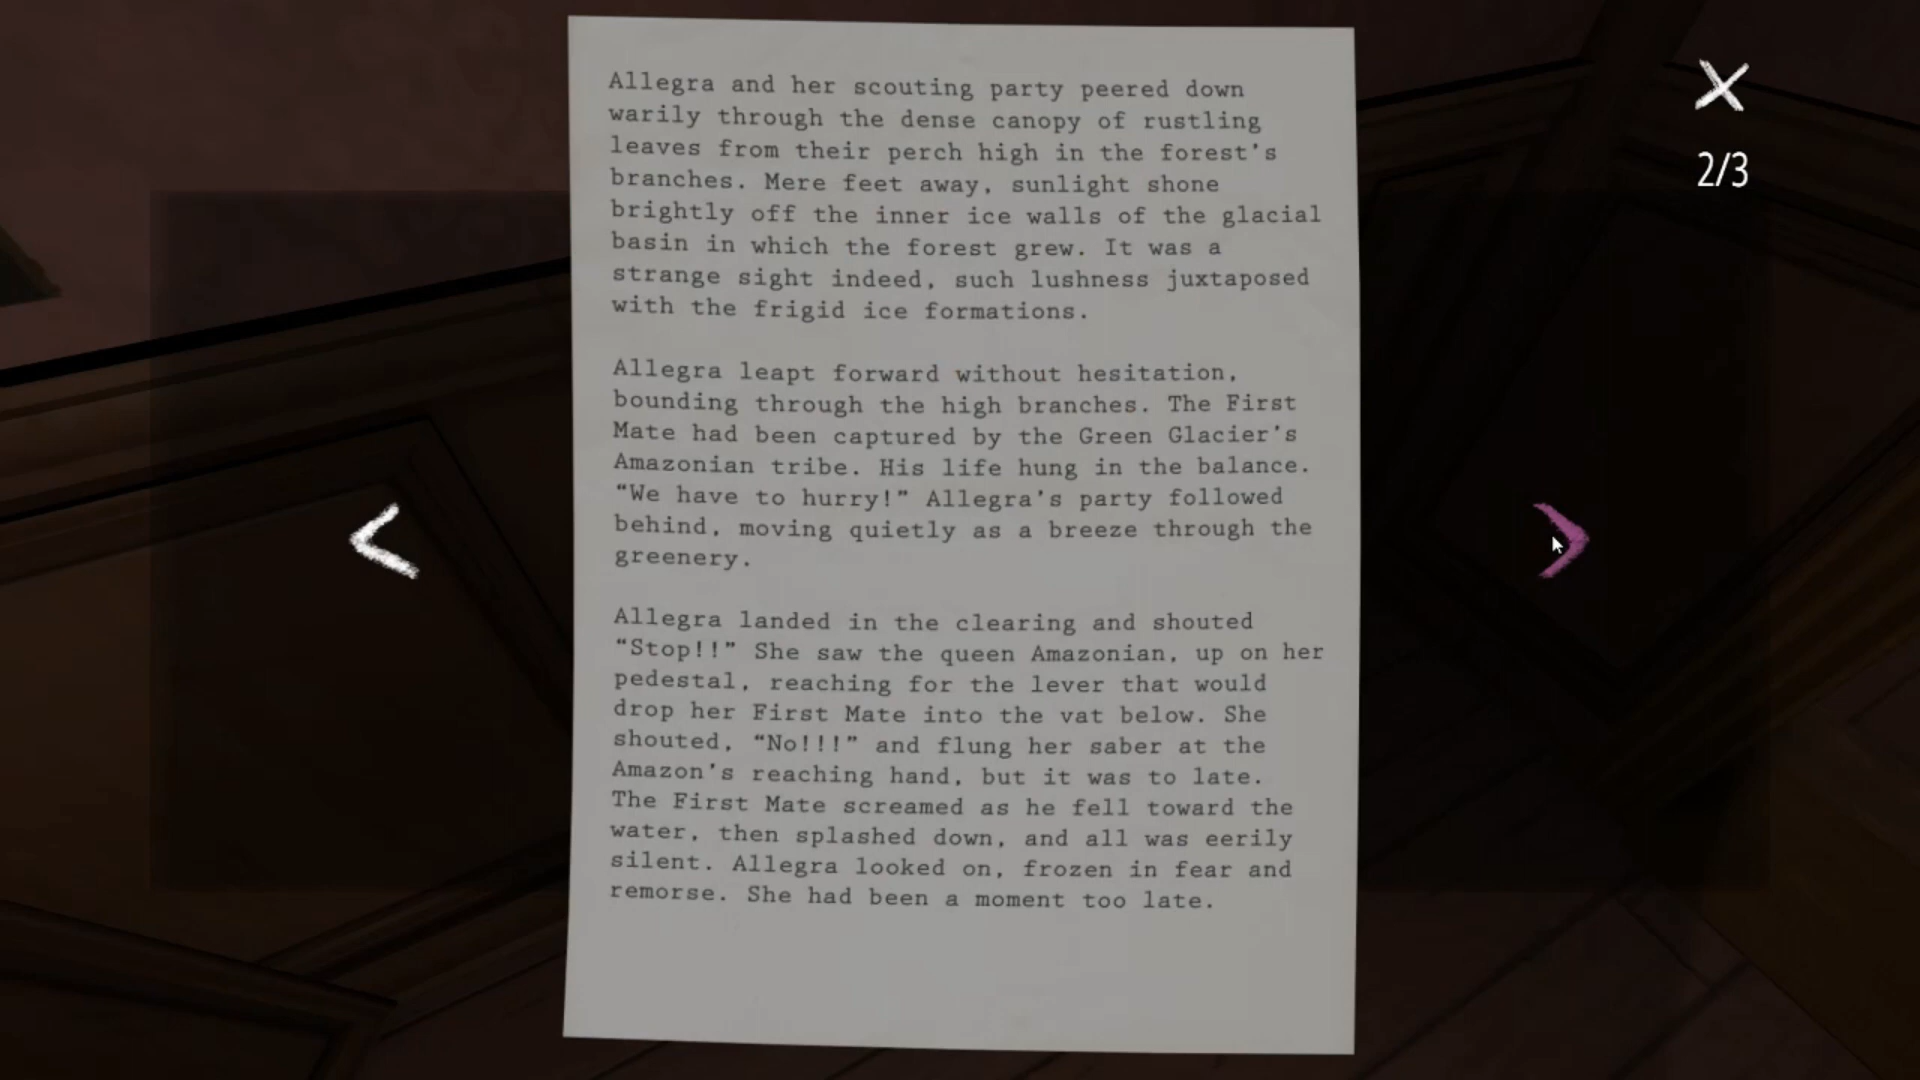 Allegra and her scouting party peered down
warily through the dense canopy of rustling
leaves from their perch high in the forest's
branches. Mere feet away, sunlight shone
brightly off the inner ice walls of the glacial
basin in which the forest grew. It was a
strange sight indeed, such lushness juxtaposed
with the frigid ice formations.
Allegra leapt forward without hesitation,
bounding through the high branches. The First
Mate had been captured by the Green Glacier's
Amazonian tribe. His life hung in the balance.
“We have to hurry!” Allegra's party followed
behind, moving quietly as a breeze through the
greenery.
Allegra landed in the clearing and shouted
“Stop!!” She saw the queen Amazonian, up on her
pedestal, reaching for the lever that would
drop her First Mate into the vat below. She
shouted, “No!!!” and flung her saber at the
Amazon's reaching hand, but it was to late.
The First Mate screamed as he fell toward the
water, then splashed down, and all was eerily
silent. Allegra looked on, frozen in fear and
remorse. She had been a moment too late.
2/3